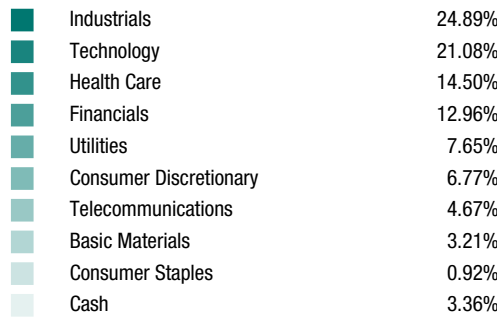 Industrials 24.89%
Technology 21.08%
Health Care 14.50%
Financials 12.96%
Utilities 7.65%
Consumer Discretionary 6.77%
Telecommunications 4.67%
Basic Materials 3.21%
Consumer Staples 0.92%
Cash 3.36%